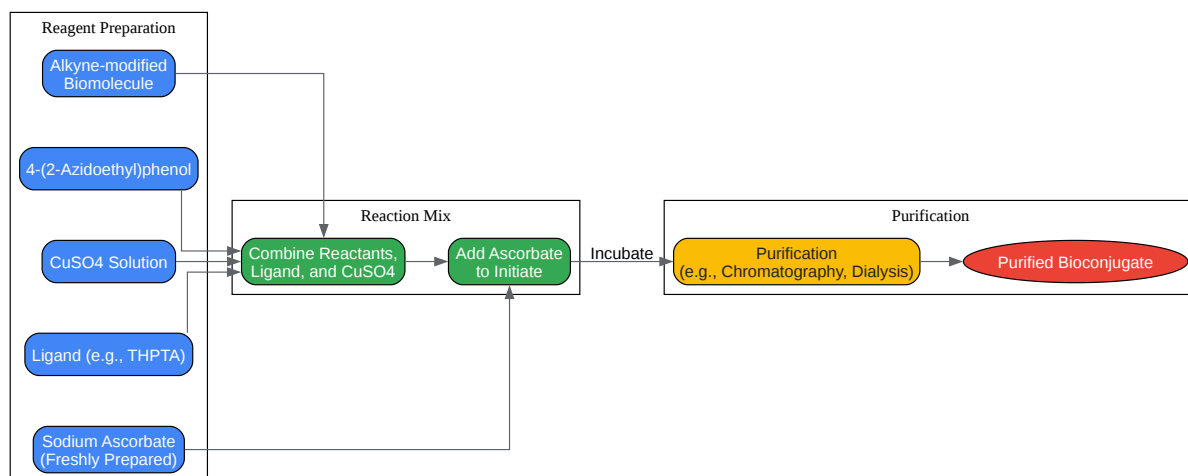 Reagent Preparation
Alkyne-modified
Biomolecule
4-(2-Azidoethyl)phenol
CuSO4 Solution
Ligand (e.g., THPTA)
Sodium Ascorbate
(Freshly Prepared)
Reaction Mix
Combine Reactants,
Ligand, and CuSO4
Add Ascorbate
to Initiate
Incubate
Purification
Purification
(e.g., Chromatography, Dialysis)
Purified Bioconjugate